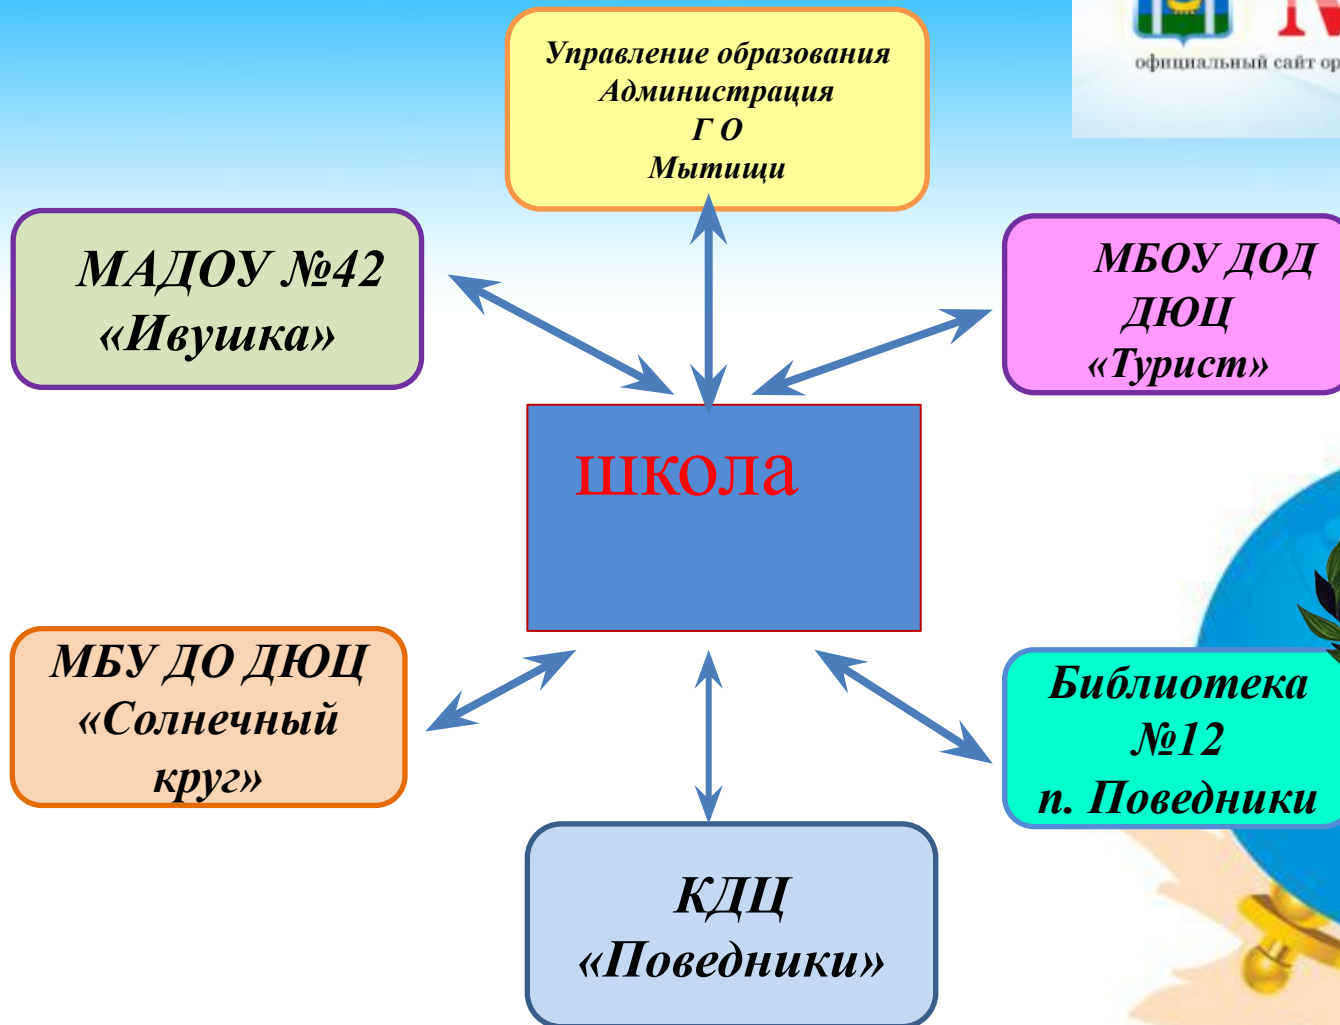 официальный сайт
Управление образования
Администрация
Г О
Мытищи
МАДОУ №42
«Ивушка»
МБОУ ДОД
ДЮЦ
«Турист»
школа
МБУ ДО ДЮЦ
«Солнечный
круг»
Библиотека
№12
п. Поведники
КДЦ
«Поведники»